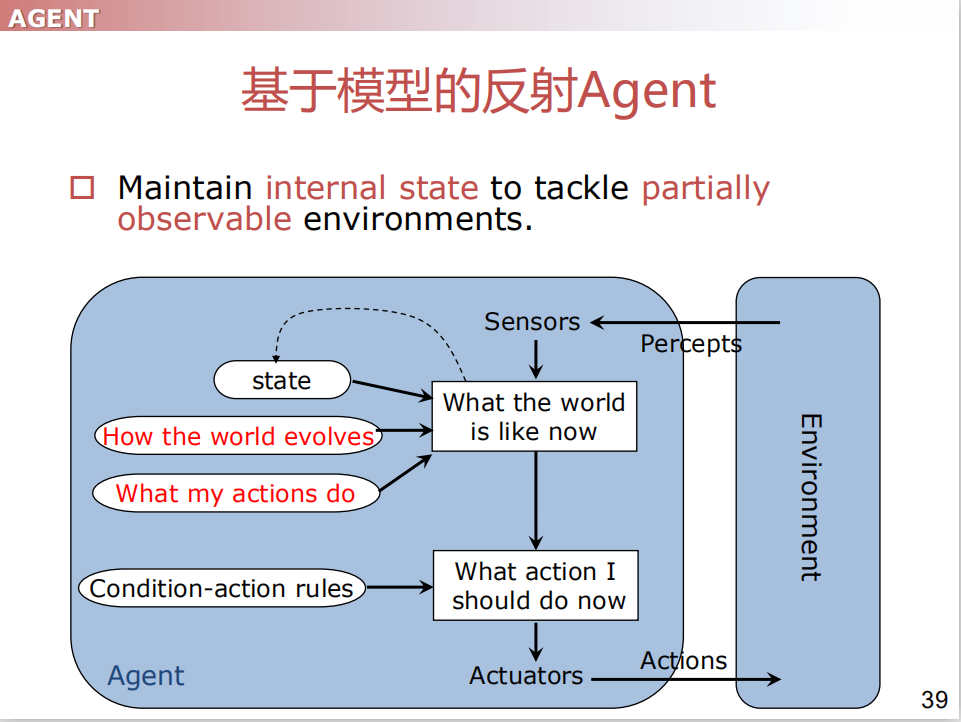 AGENT
基于模型的反射Agent
Maintain internal state to tackle partially
observable environments.
Sensors
Percepts
state
What the world
is like now
How the world evolves
What my actions do
Environment
Condition-action rules
What action I
should do now
Agent
Actuators
Actions
39